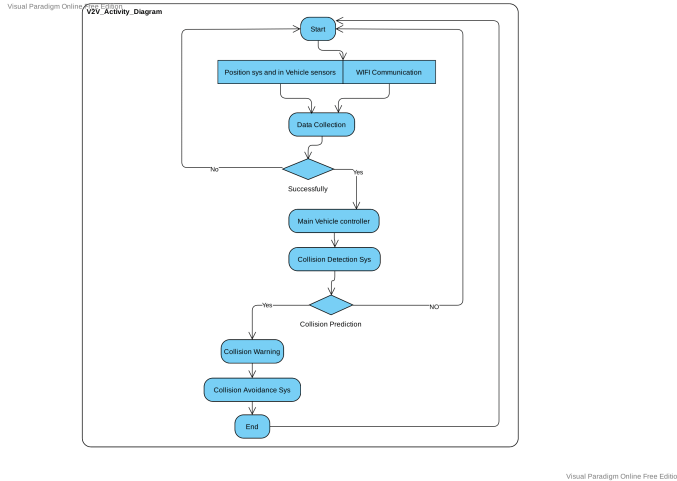 Visual Paradigm Online Free Edition
V2V_Activity_Diagram
Start
Position sys and in Vehicle sensors
WIFI Communication
Data Collection
No
Yes
Successfully
Main Vehicle controller
Collision Detection Sys
Yes
NO
Collision Prediction
Collision Warning
Collision Avoidance Sys
End
Visual Paradigm Online Free Editio